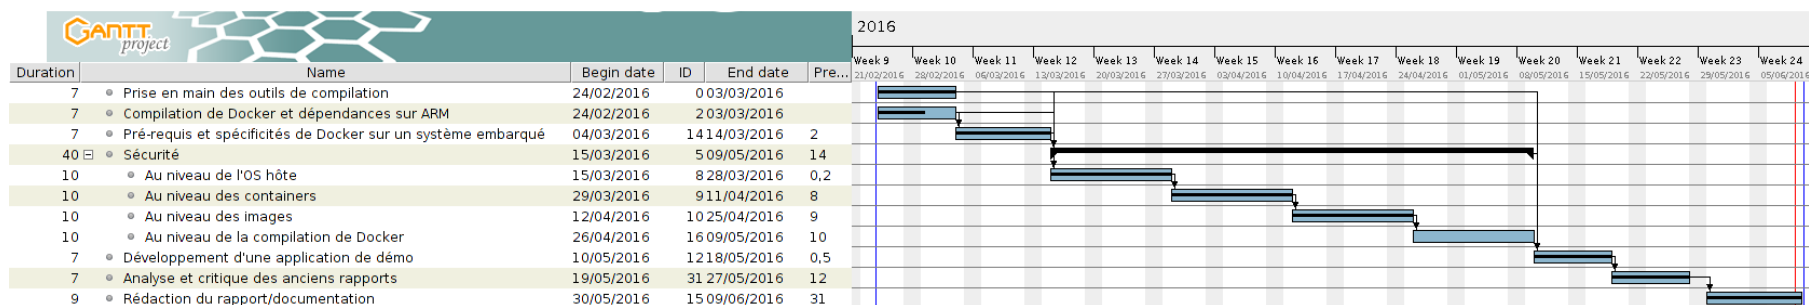 GANTT project
2016
Week 9 Week 10 Week 11 Week 12 Week 13 Week 14 Week 15 Week 16 Week 17 Week 18 Week 19 Week 20 Week 21 Week 22 Week 23 Week 24
21/02/2016 28/02/2016 06/03/2016 13/03/2016 20/03/2016 27/03/2016 03/04/2016 10/04/2016 17/04/2016 24/04/2016 01/05/2016 08/05/2016 15/05/2016 22/05/2016 29/05/2016 05/06/2016
Duration Name Begin date ID End date Pre...
7 Prise en main des outils de compilation 24/02/2016 0 03/03/2016
7 Compilation de Docker et dépendances sur ARM 24/02/2016 2 03/03/2016
7 Pré-requis et spécificités de Docker sur un système embarqué 04/03/2016 14 14/03/2016 2
40 Sécurité 15/03/2016 5 09/05/2016 14
10 Au niveau de l'OS hôte 15/03/2016 8 28/03/2016 0,2
10 Au niveau des containers 29/03/2016 9 11/04/2016 8
10 Au niveau des images 12/04/2016 10 25/04/2016 9
10 Au niveau de la compilation de Docker 26/04/2016 16 09/05/2016 10
7 Développement d'une application de démo 10/05/2016 12 18/05/2016 0,5
7 Analyse et critique des anciens rapports 19/05/2016 31 27/05/2016 12
9 Rédaction du rapport/documentation 30/05/2016 15 09/06/2016 31